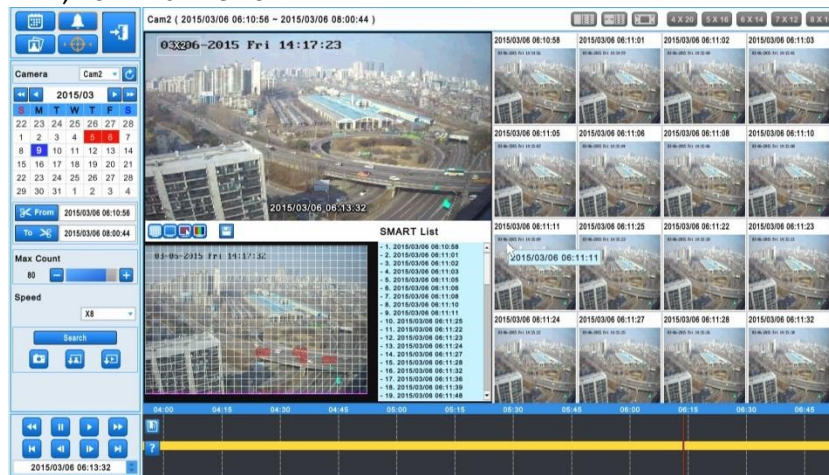 Cam2 ( 2015/03/06 06:10:56 ~ 2015/03/06 08:00:44 )
4 X 20
5 X 16
6 X 14
7 X 12
Camera
Cam2
2015/03
S M T W T F S
22 23 24 25 26 27 28
1 2 3 4 5 6 7
8 9 10 11 12 13 14
15 16 17 18 19 20 21
22 23 24 25 26 27 28
29 30 31 1 2 3 4
From 2015/03/06 06:10:56
To 2015/03/06 08:00:44
Max Count
80
Speed
X8
Search
2015/03/06 06:13:32
-2015 Fri 14:17:23
2015/03/06 06:13:32
SMART List
- 1. 2015/03/06 06:10:58
- 2. 2015/03/06 06:11:01
- 3. 2015/03/06 06:11:02
- 4. 2015/03/06 06:11:03
- 5. 2015/03/06 06:11:05
- 6. 2015/03/06 06:11:06
- 7. 2015/03/06 06:11:08
- 8. 2015/03/06 06:11:10
- 9. 2015/03/06 06:11:11
- 10. 2015/03/06 06:11:25
- 11. 2015/03/06 06:11:22
- 12. 2015/03/06 06:11:23
- 13. 2015/03/06 06:11:24
- 14. 2015/03/06 06:11:27
- 15. 2015/03/06 06:11:28
- 16. 2015/03/06 06:11:32
- 17. 2015/03/06 06:11:36
- 18. 2015/03/06 06:11:39
- 19. 2015/03/06 06:11:48
2015/03/06 06:10:58 2015/03/06 06:11:01 2015/03/06 06:11:02 2015/03/06 06:11:03
2015/03/06 06:11:05 2015/03/06 06:11:06 2015/03/06 06:11:08 2015/03/06 06:11:10
2015/03/06 06:11:11 2015/03/06 06:11:25 2015/03/06 06:11:22 2015/03/06 06:11:23
2015/03/06 06:11:11
2015/03/06 06:11:24 2015/03/06 06:11:27 2015/03/06 06:11:28 2015/03/06 06:11:32
04:00 04:15 04:30 04:45 05:00 05:15 05:30 05:45 06:00 06:15 06:30 06:45